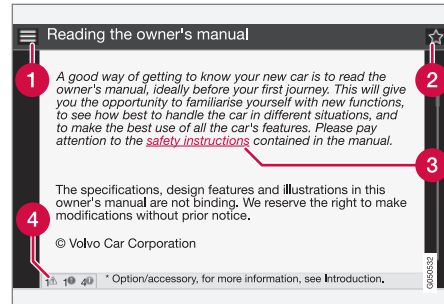 Reading the owner's manual
1
2
A good way of getting to know your new car is to read the
owner's manual, ideally before your first journey. This will give
you the opportunity to familiarise yourself with new functions,
to see how best to handle the car in different situations, and
to make the best use of all the car's features. Please pay
attention to the safety instructions contained in the manual.
3
The specifications, design features and illustrations in this
owner's manual are not binding. We reserve the right to make
modifications without prior notice.
4
© Volvo Car Corporation
1 1 4 * Option/accessory, for more information, see Introduction.
G050532